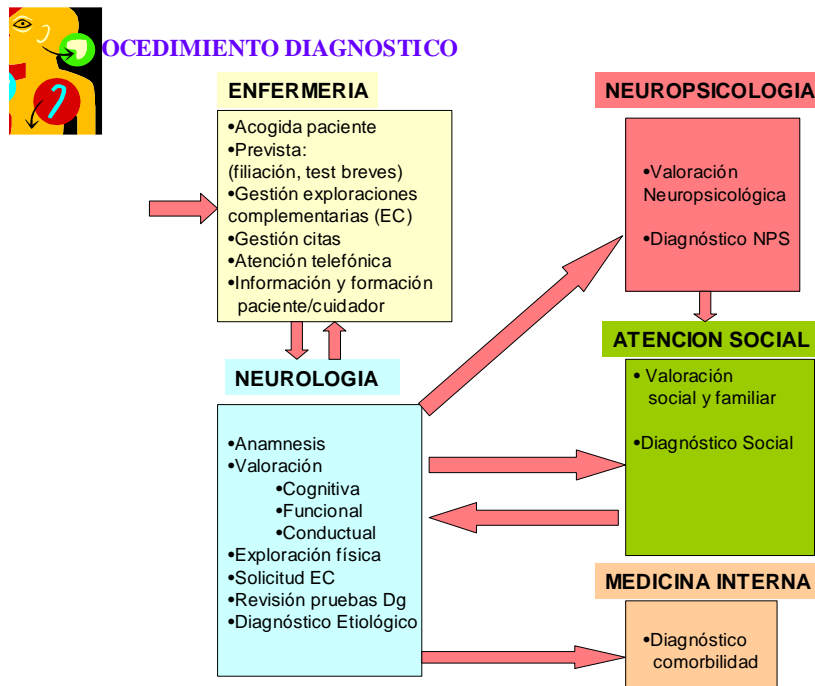 OCEDIMIENTO DIAGNOSTICO
ENFERMERIA
•Acogida paciente
•Prevista:
(filiación, test breves)
•Gestión exploraciones
complementarias (EC)
•Gestión citas
•Atención telefónica
•Información y formación
paciente/cuidador
NEUROLOGIA
•Anamnesis
•Valoración
•Cognitiva
•Funcional
•Conductual
•Exploración física
•Solicitud EC
•Revisión pruebas Dg
•Diagnóstico Etiológico
NEUROPSICOLOGIA
•Valoración
Neuropsicológica
•Diagnóstico NPS
ATENCION SOCIAL
• Valoración
social y familiar
•Diagnóstico Social
MEDICINA INTERNA
•Diagnóstico
comorbilidad